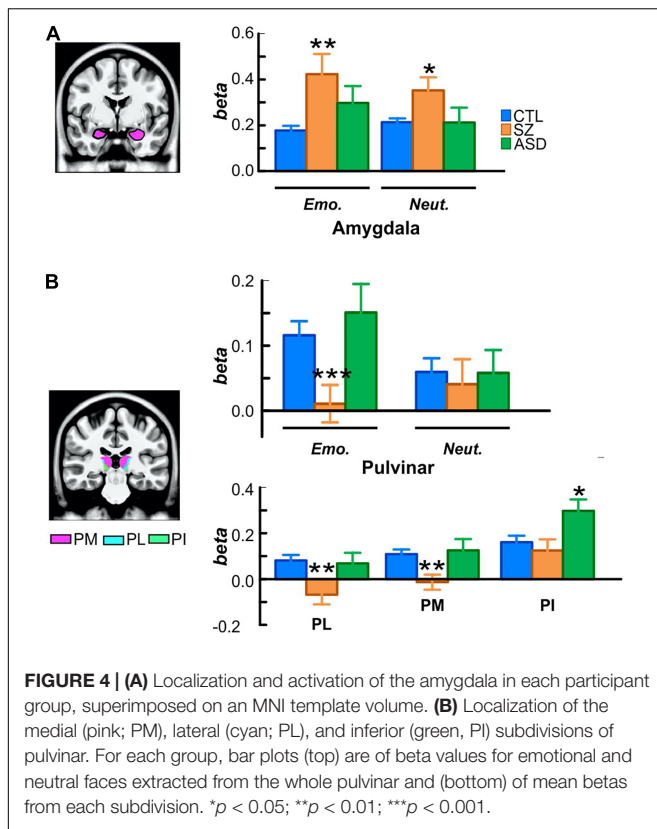 A
**
*
0.6
0.4
0.2
0.0
beta
CTL
SZ
ASD
Emo.
Neut.
Amygdala
B
0.2
0.1
0.0
beta
***
Emo.
Neut.
Pulvinar
PM PL PI
0.4
0.2
0.0
-0.2
beta
**
**
*
PL
PM
PI
FIGURE 4 | (A) Localization and activation of the amygdala in each participant
group, superimposed on an MNI template volume. (B) Localization of the
medial (pink; PM), lateral (cyan; PL), and inferior (green, PI) subdivisions of
pulvinar. For each group, bar plots (top) are of beta values for emotional and
neutral faces extracted from the whole pulvinar and (bottom) of mean betas
from each subdivision. *p < 0.05; **p < 0.01; ***p < 0.001.